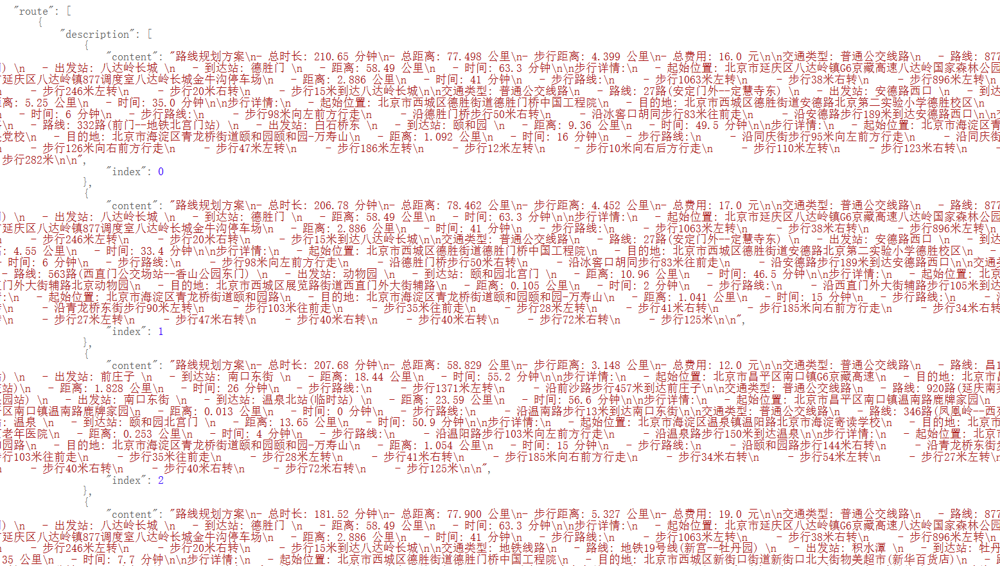 "route": [
{
"description": [
{
"content": "路线规划方案\n- 总时长: 210.65 分钟\n- 总距离: 77.498 公里\n- 步行距离: 4.399 公里\n- 总费用: 16.0 元\n\n交通类型: 普通公交线路\n   - 路线: 877
) \n   - 出发站: 八达岭长城 \n   - 到达站: 德胜门 \n   - 距离: 58.49 公里\n   - 时间: 63.3 分钟\n\n步行详情:\n   - 起始位置: 北京市延庆区八达岭镇G6京藏高速八达岭国家森林公园
延庆区八达岭镇877调度室八达岭长城金牛沟停车场\n   - 距离: 2.886 公里\n   - 时间: 41 分钟\n   - 步行路线:\n      - 步行1063米左转\n      - 步行38米右转\n      - 步行896米左转
\n      - 步行246米左转\n      - 步行20米右转\n      - 步行15米到达八达岭长城\n\n交通类型: 普通公交线路\n   - 路线: 27路(安定门外--定慧寺东) \n   - 出发站: 安德路西口 \n   - 到达
距离: 5.25 公里\n   - 时间: 35.0 分钟\n\n步行详情:\n   - 起始位置: 北京市西城区德胜街道德胜门桥中国工程院\n   - 目的地: 北京市西城区德胜街道安德路北京第二实验小学德胜校区\n
\n   - 时间: 6 分钟\n   - 步行路线:\n      - 步行98米向左前方行走\n      - 沿德胜门桥步行50米右转\n      - 沿冰窖口胡同步行83米往前走\n      - 沿安德路步行189米到达安德路西口\n\n
\n   - 路线: 332路(前门--地铁北宫门站) \n   - 出发站: 白石桥东 \n   - 到达站: 颐和园 \n   - 距离: 9.36 公里\n   - 时间: 49.5 分钟\n\n步行详情:\n   - 起始位置: 北京市海淀区青
党校\n   - 目的地: 北京市海淀区青龙桥街道颐和园颐和园-万寿山\n   - 距离: 1.092 公里\n   - 时间: 16 分钟\n   - 步行路线:\n      - 沿同庆街步行95米向左前方行走\n      - 沿同庆街
- 步行126米向右前方行走\n      - 步行47米左转\n      - 步行186米左转\n      - 步行12米左转\n      - 步行10米向右后方行走\n      - 步行110米左转\n      - 步行123米右转\n      -
步行282米\n\n",
"index": 0
},
{
"content": "路线规划方案\n- 总时长: 206.78 分钟\n- 总距离: 78.462 公里\n- 步行距离: 4.452 公里\n- 总费用: 17.0 元\n\n交通类型: 普通公交线路\n   - 路线: 877
) \n   - 出发站: 八达岭长城 \n   - 到达站: 德胜门 \n   - 距离: 58.49 公里\n   - 时间: 63.3 分钟\n\n步行详情:\n   - 起始位置: 北京市延庆区八达岭镇G6京藏高速八达岭国家森林公园
延庆区八达岭镇877调度室八达岭长城金牛沟停车场\n   - 距离: 2.886 公里\n   - 时间: 41 分钟\n   - 步行路线:\n      - 步行1063米左转\n      - 步行38米右转\n      - 步行896米左转
\n      - 步行246米左转\n      - 步行20米右转\n      - 步行15米到达八达岭长城\n\n交通类型: 普通公交线路\n   - 路线: 27路(安定门外--定慧寺东) \n   - 出发站: 安德路西口 \n   - 到达
: 4.55 公里\n   - 时间: 33.4 分钟\n\n步行详情:\n   - 起始位置: 北京市西城区德胜街道德胜门桥中国工程院\n   - 目的地: 北京市西城区德胜街道安德路北京第二实验小学德胜校区\n   -
- 时间: 6 分钟\n   - 步行路线:\n      - 步行98米向左前方行走\n      - 沿德胜门桥步行50米右转\n      - 沿冰窖口胡同步行83米往前走\n      - 沿安德路步行189米到达安德路西口\n\n交通类
- 路线: 563路(西直门公交场站--香山公园东门) \n   - 出发站: 动物园 \n   - 到达站: 颐和园北宫门 \n   - 距离: 10.96 公里\n   - 时间: 46.5 分钟\n\n步行详情:\n   - 起始位置: 北京
直门外大街辅路北京动物园\n   - 目的地: 北京市西城区展览路街道西直门外大街辅路\n   - 距离: 0.105 公里\n   - 时间: 2 分钟\n   - 步行路线:\n      - 沿西直门外大街辅路步行105米到达
:\n   - 起始位置: 北京市海淀区青龙桥街道颐和园路\n   - 目的地: 北京市海淀区青龙桥街道颐和园颐和园-万寿山\n   - 距离: 1.041 公里\n   - 时间: 15 分钟\n   - 步行路线:\n      -
\n      - 沿青龙桥东街步行90米左转\n      - 步行103米往前走\n      - 步行35米往前走\n      - 步行28米左转\n      - 步行41米右转\n      - 步行185米向右前方行走\n      - 步行34米右转
\n      - 步行27米左转\n      - 步行47米右转\n      - 步行40米右转\n      - 步行40米右转\n      - 步行72米右转\n      - 步行125米\n\n",
"index": 1
},
{
"content": "路线规划方案\n- 总时长: 207.68 分钟\n- 总距离: 58.829 公里\n- 步行距离: 3.148 公里\n- 总费用: 12.0 元\n\n交通类型: 普通公交线路\n   - 路线: 昌1
) \n   - 出发站: 前庄子 \n   - 到达站: 南口东街 \n   - 距离: 18.44 公里\n   - 时间: 55.2 分钟\n\n步行详情:\n   - 起始位置: 北京市昌平区南口镇G6京藏高速\n   - 目的地: 北京市昌
站)\n   - 距离: 1.828 公里\n   - 时间: 26 分钟\n   - 步行路线:\n      - 步行1371米左转\n      - 沿前沙路步行457米到达前庄子\n\n交通类型: 普通公交线路\n   - 路线: 920路(延庆南菜
园站) \n   - 出发站: 南口东街 \n   - 到达站: 温泉北站(临时站) \n   - 距离: 23.59 公里\n   - 时间: 56.6 分钟\n\n步行详情:\n   - 起始位置: 北京市昌平区南口镇温南路鹿牌家园\n
区南口镇温南路鹿牌家园\n   - 距离: 0.013 公里\n   - 时间: 0 分钟\n   - 步行路线:\n      - 沿温南路步行13米到达南口东街\n\n交通类型: 普通公交线路\n   - 路线: 346路(凤凰岭--西苑
: 温泉 \n   - 到达站: 颐和园北宫门 \n   - 距离: 13.65 公里\n   - 时间: 50.9 分钟\n\n步行详情:\n   - 起始位置: 北京市海淀区温泉镇温阳路北京市海淀寄读学校\n   - 目的地: 北京市
老年医院\n   - 距离: 0.253 公里\n   - 时间: 4 分钟\n   - 步行路线:\n      - 沿温阳路步行103米向左前方行走\n      - 沿温泉路步行150米到达温泉\n\n步行详情:\n   - 起始位置: 北京市
园路\n   - 目的地: 北京市海淀区青龙桥街道颐和园颐和园-万寿山\n   - 距离: 1.054 公里\n   - 时间: 15 分钟\n   - 步行路线:\n      - 沿颐和园路步行144米右转\n      - 沿青龙桥东街步
行103米往前走\n      - 步行35米往前走\n      - 步行28米左转\n      - 步行41米右转\n      - 步行185米向右前方行走\n      - 步行34米右转\n      - 步行54米左转\n      - 步行27米左转\n
\n      - 步行40米右转\n      - 步行40米右转\n      - 步行72米右转\n      - 步行125米\n\n",
"index": 2
},
{
"content": "路线规划方案\n- 总时长: 181.52 分钟\n- 总距离: 77.900 公里\n- 步行距离: 5.327 公里\n- 总费用: 19.0 元\n\n交通类型: 普通公交线路\n   - 路线: 877
) \n   - 出发站: 八达岭长城 \n   - 到达站: 德胜门 \n   - 距离: 58.49 公里\n   - 时间: 63.3 分钟\n\n步行详情:\n   - 起始位置: 北京市延庆区八达岭镇G6京藏高速八达岭国家森林公园
延庆区八达岭镇877调度室八达岭长城金牛沟停车场\n   - 距离: 2.886 公里\n   - 时间: 41 分钟\n   - 步行路线:\n      - 步行1063米左转\n      - 步行38米右转\n      - 步行896米左转
\n      - 步行246米左转\n      - 步行20米右转\n      - 步行15米到达八达岭长城\n\n交通类型: 地铁线路\n   - 路线: 地铁19号线(新宫--牡丹园) \n   - 出发站: 积水潭 \n   - 到达站: 牡丹
35 公里\n   - 时间: 7.7 分钟\n\n步行详情:\n   - 起始位置: 北京市西城区德胜街道德胜门桥中国工程院\n   - 目的地: 北京市西城区新街口街道新街口北大街物美超市(新华百货店)\n   - 距